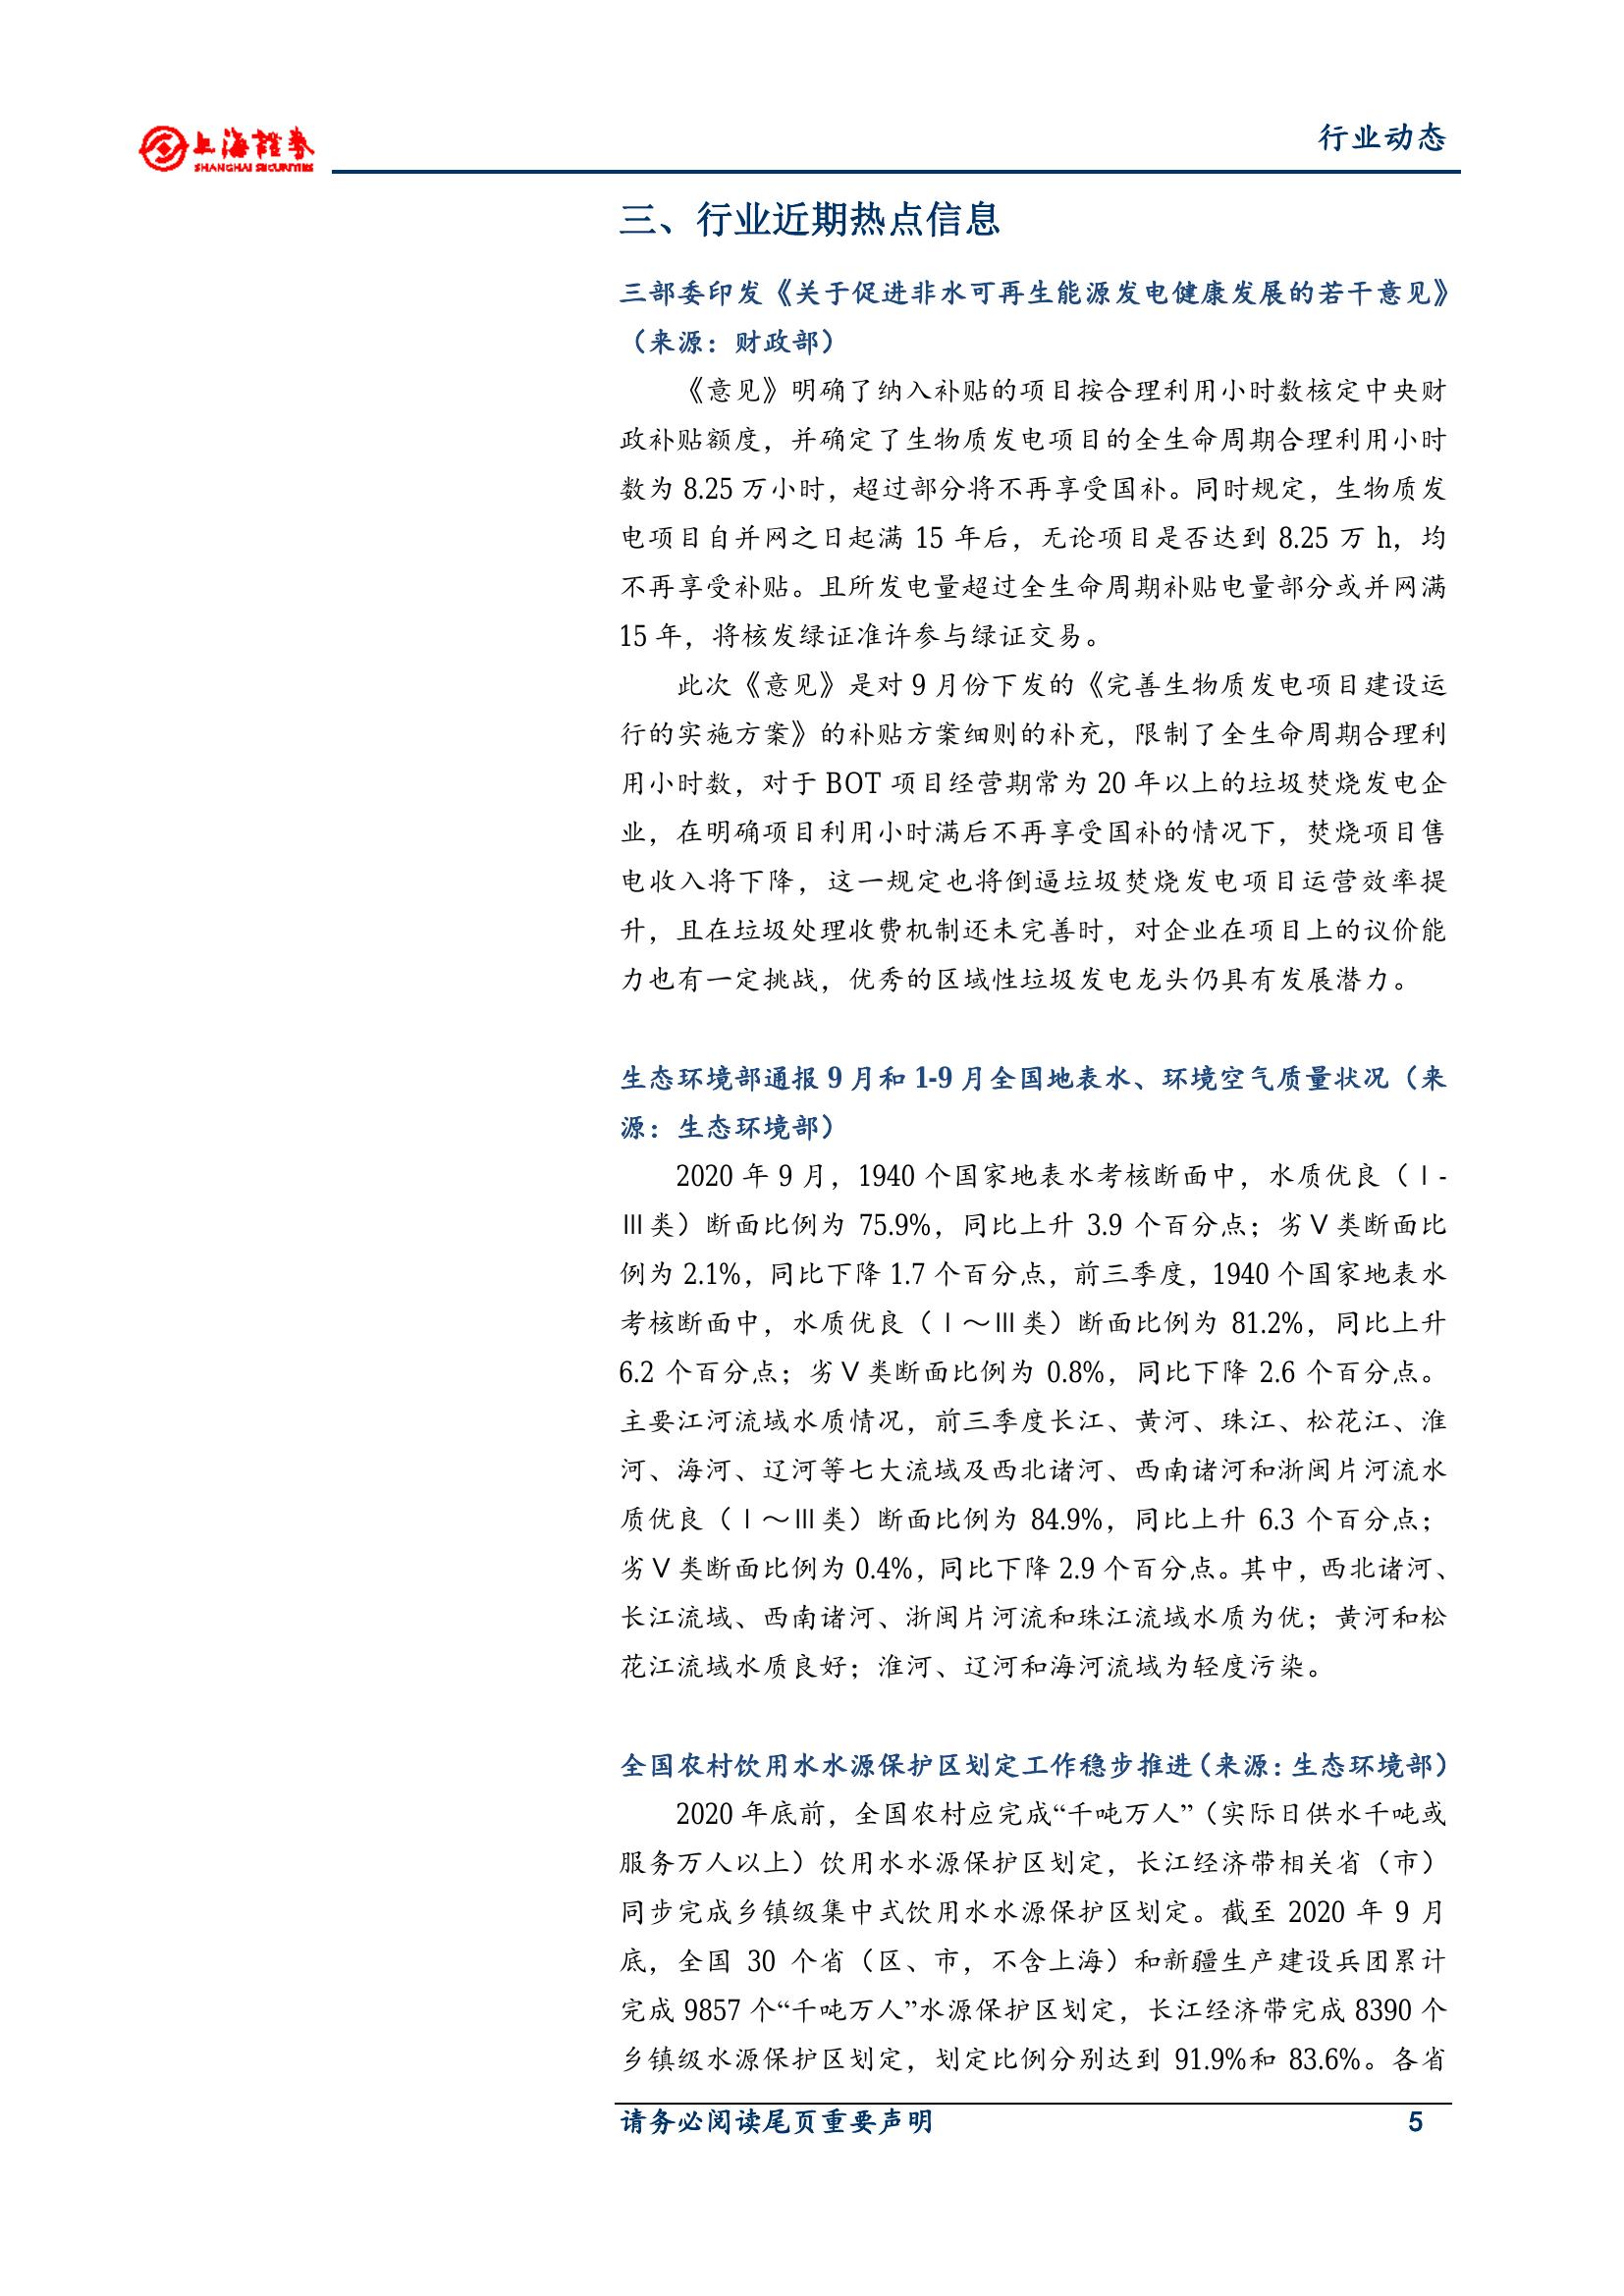 上海證券
SHANGHAI SECURITIES
行业动态
三、行业近期热点信息
三部委印发《关于促进非水可再生能源发电健康发展的若干意见》
（来源：财政部）
《意见》明确了纳入补贴的项目按合理利用小时数核定中央财
政补贴额度，并确定了生物质发电项目的全生命周期合理利用小时
数为 8.25 万小时，超过部分将不再享受国补。同时规定，生物质发
电项目自并网之日起满 15 年后，无论项目是否达到 8.25 万 h，均
不再享受补贴。且所发电量超过全生命周期补贴电量部分或并网满
15 年，将核发绿证准许参与绿证交易。
此次《意见》是对 9 月份下发的《完善生物质发电项目建设运
行的实施方案》的补贴方案细则的补充，限制了全生命周期合理利
用小时数，对于 BOT 项目经营期常为 20 年以上的垃圾焚烧发电企
业，在明确项目利用小时满后不再享受国补的情况下，焚烧项目售
电收入将下降，这一规定也将倒逼垃圾焚烧发电项目运营效率提
升，且在垃圾处理收费机制还未完善时，对企业在项目上的议价能
力也有一定挑战，优秀的区域性垃圾发电龙头仍具有发展潜力。
生态环境部通报 9 月和 1-9 月全国地表水、环境空气质量状况（来
源：生态环境部）
2020 年 9 月，1940 个国家地表水考核断面中，水质优良（Ⅰ-
Ⅲ类）断面比例为 75.9%，同比上升 3.9 个百分点；劣Ⅴ类断面比
例为 2.1%，同比下降 1.7 个百分点，前三季度，1940 个国家地表水
考核断面中，水质优良（Ⅰ～Ⅲ类）断面比例为 81.2%，同比上升
6.2 个百分点；劣Ⅴ类断面比例为 0.8%，同比下降 2.6 个百分点。
主要江河流域水质情况，前三季度长江、黄河、珠江、松花江、淮
河、海河、辽河等七大流域及西北诸河、西南诸河和浙闽片河流水
质优良（Ⅰ～Ⅲ类）断面比例为 84.9%，同比上升 6.3 个百分点；
劣Ⅴ类断面比例为 0.4%，同比下降 2.9 个百分点。其中，西北诸河、
长江流域、西南诸河、浙闽片河流和珠江流域水质为优；黄河和松
花江流域水质良好；淮河、辽河和海河流域为轻度污染。
全国农村饮用水水源保护区划定工作稳步推进（来源：生态环境部）
2020 年底前，全国农村应完成“千吨万人”（实际日供水千吨或
服务万人以上）饮用水水源保护区划定，长江经济带相关省（市）
同步完成乡镇级集中式饮用水水源保护区划定。截至 2020 年 9 月
底，全国 30 个省（区、市，不含上海）和新疆生产建设兵团累计
完成 9857 个“千吨万人”水源保护区划定，长江经济带完成 8390 个
乡镇级水源保护区划定，划定比例分别达到 91.9%和 83.6%。各省
请务必阅读尾页重要声明
5